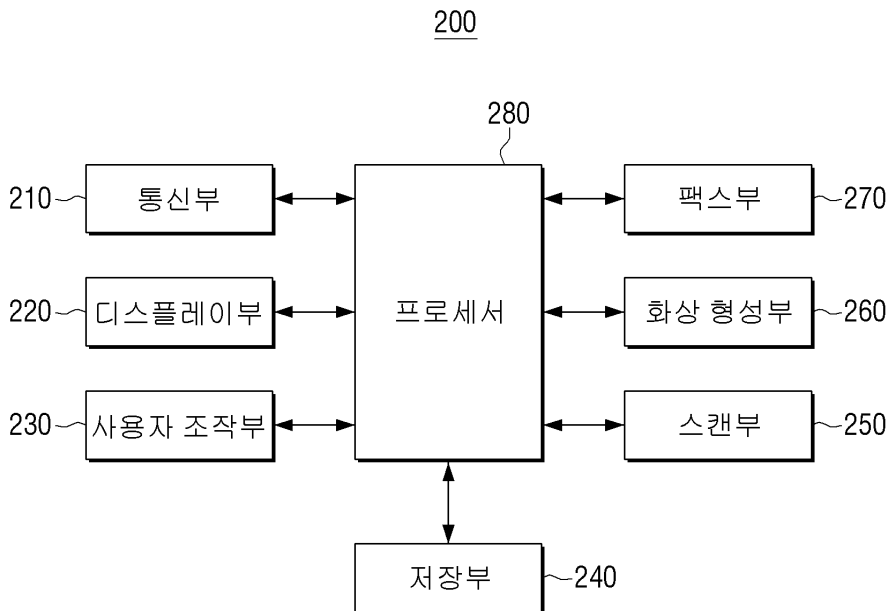 200
280
210 통신부
팩스부 270
220 디스플레이부
프로세서
화상 형성부 260
230 사용자 조작부
스캔부 250
저장부 240